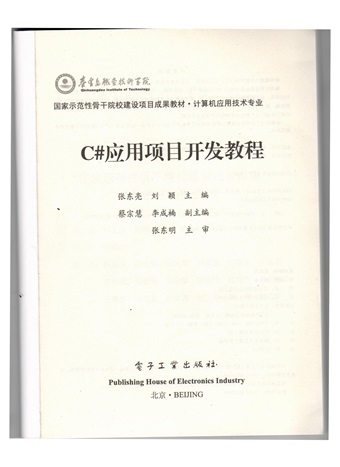 秦皇岛职业技术学院
Qinhuangdao Institute of Technology
国家示范性骨干院校建设项目成果教材·计算机应用技术专业
C#应用项目开发教程
张东亮 刘颖 主编
蔡宗慧 李成楠 副主编
张东明 主审
电子工业出版社
Publishing House of Electronics Industry
北京·BEIJING